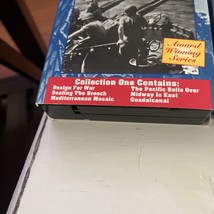 Award
Winning
Series
Collection One Contains:
Design For War
Sealing The Breech
Mediterranean Mosaic
The Pacific Boils Over
Midway Is East
Guadalcanal